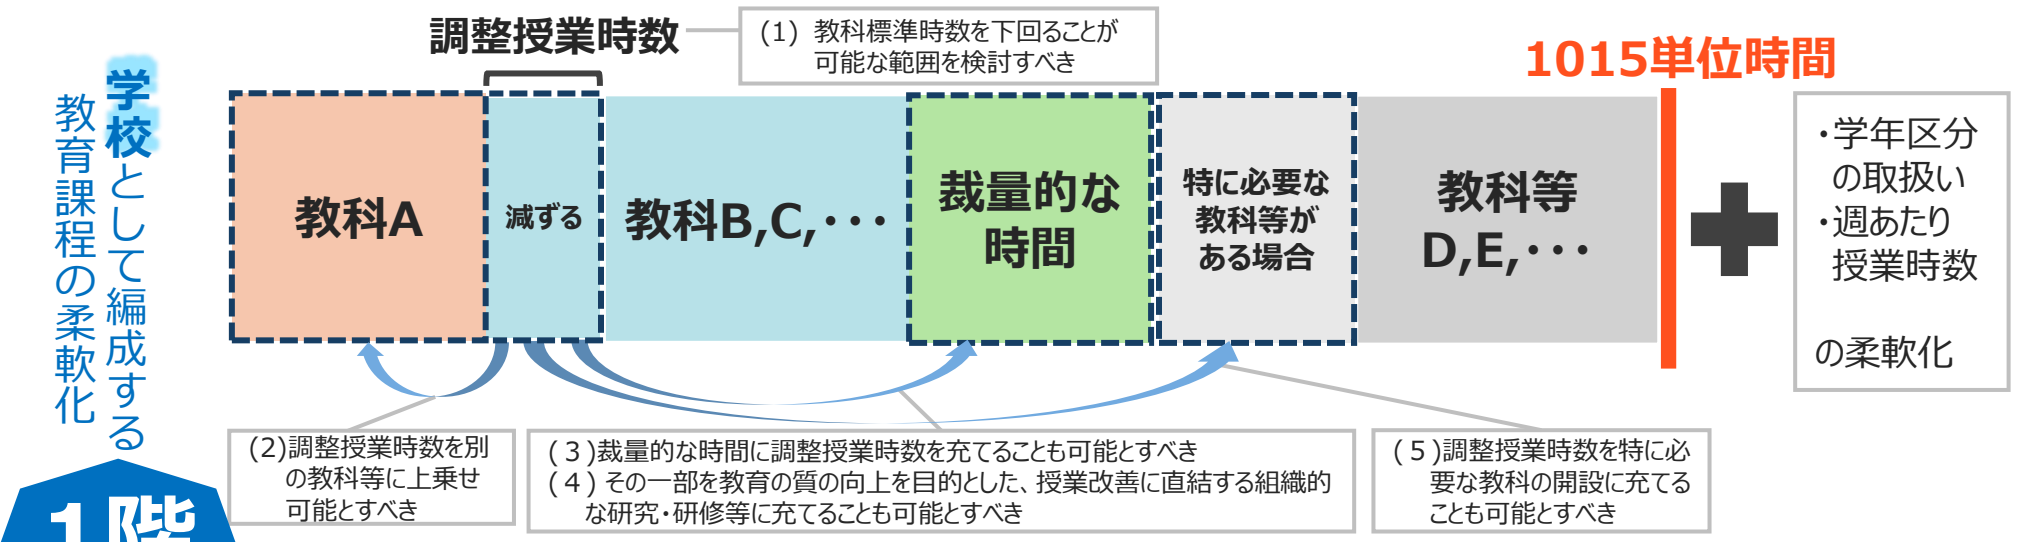 学校として編成する
教育課程の柔軟化
1階
調整授業時数
(1) 教科標準時数を下回ることが
可能な範囲を検討すべき
1015単位時間
教科A
減ずる
教科B,C,・・・
裁量的な
時間
特に必要な
教科等が
ある場合
教科等
D,E,・・・
・学年区分
の取扱い
・週あたり
授業時数
の柔軟化
(2)調整授業時数を別
の教科等に上乗せ
可能とすべき
(３)裁量的な時間に調整授業時数を充てることも可能とすべき
(４) その一部を教育の質の向上を目的とした、授業改善に直結する組織的
な研究・研修等に充てることも可能とすべき
(５)調整授業時数を特に必
要な教科の開設に充てる
ことも可能とすべき